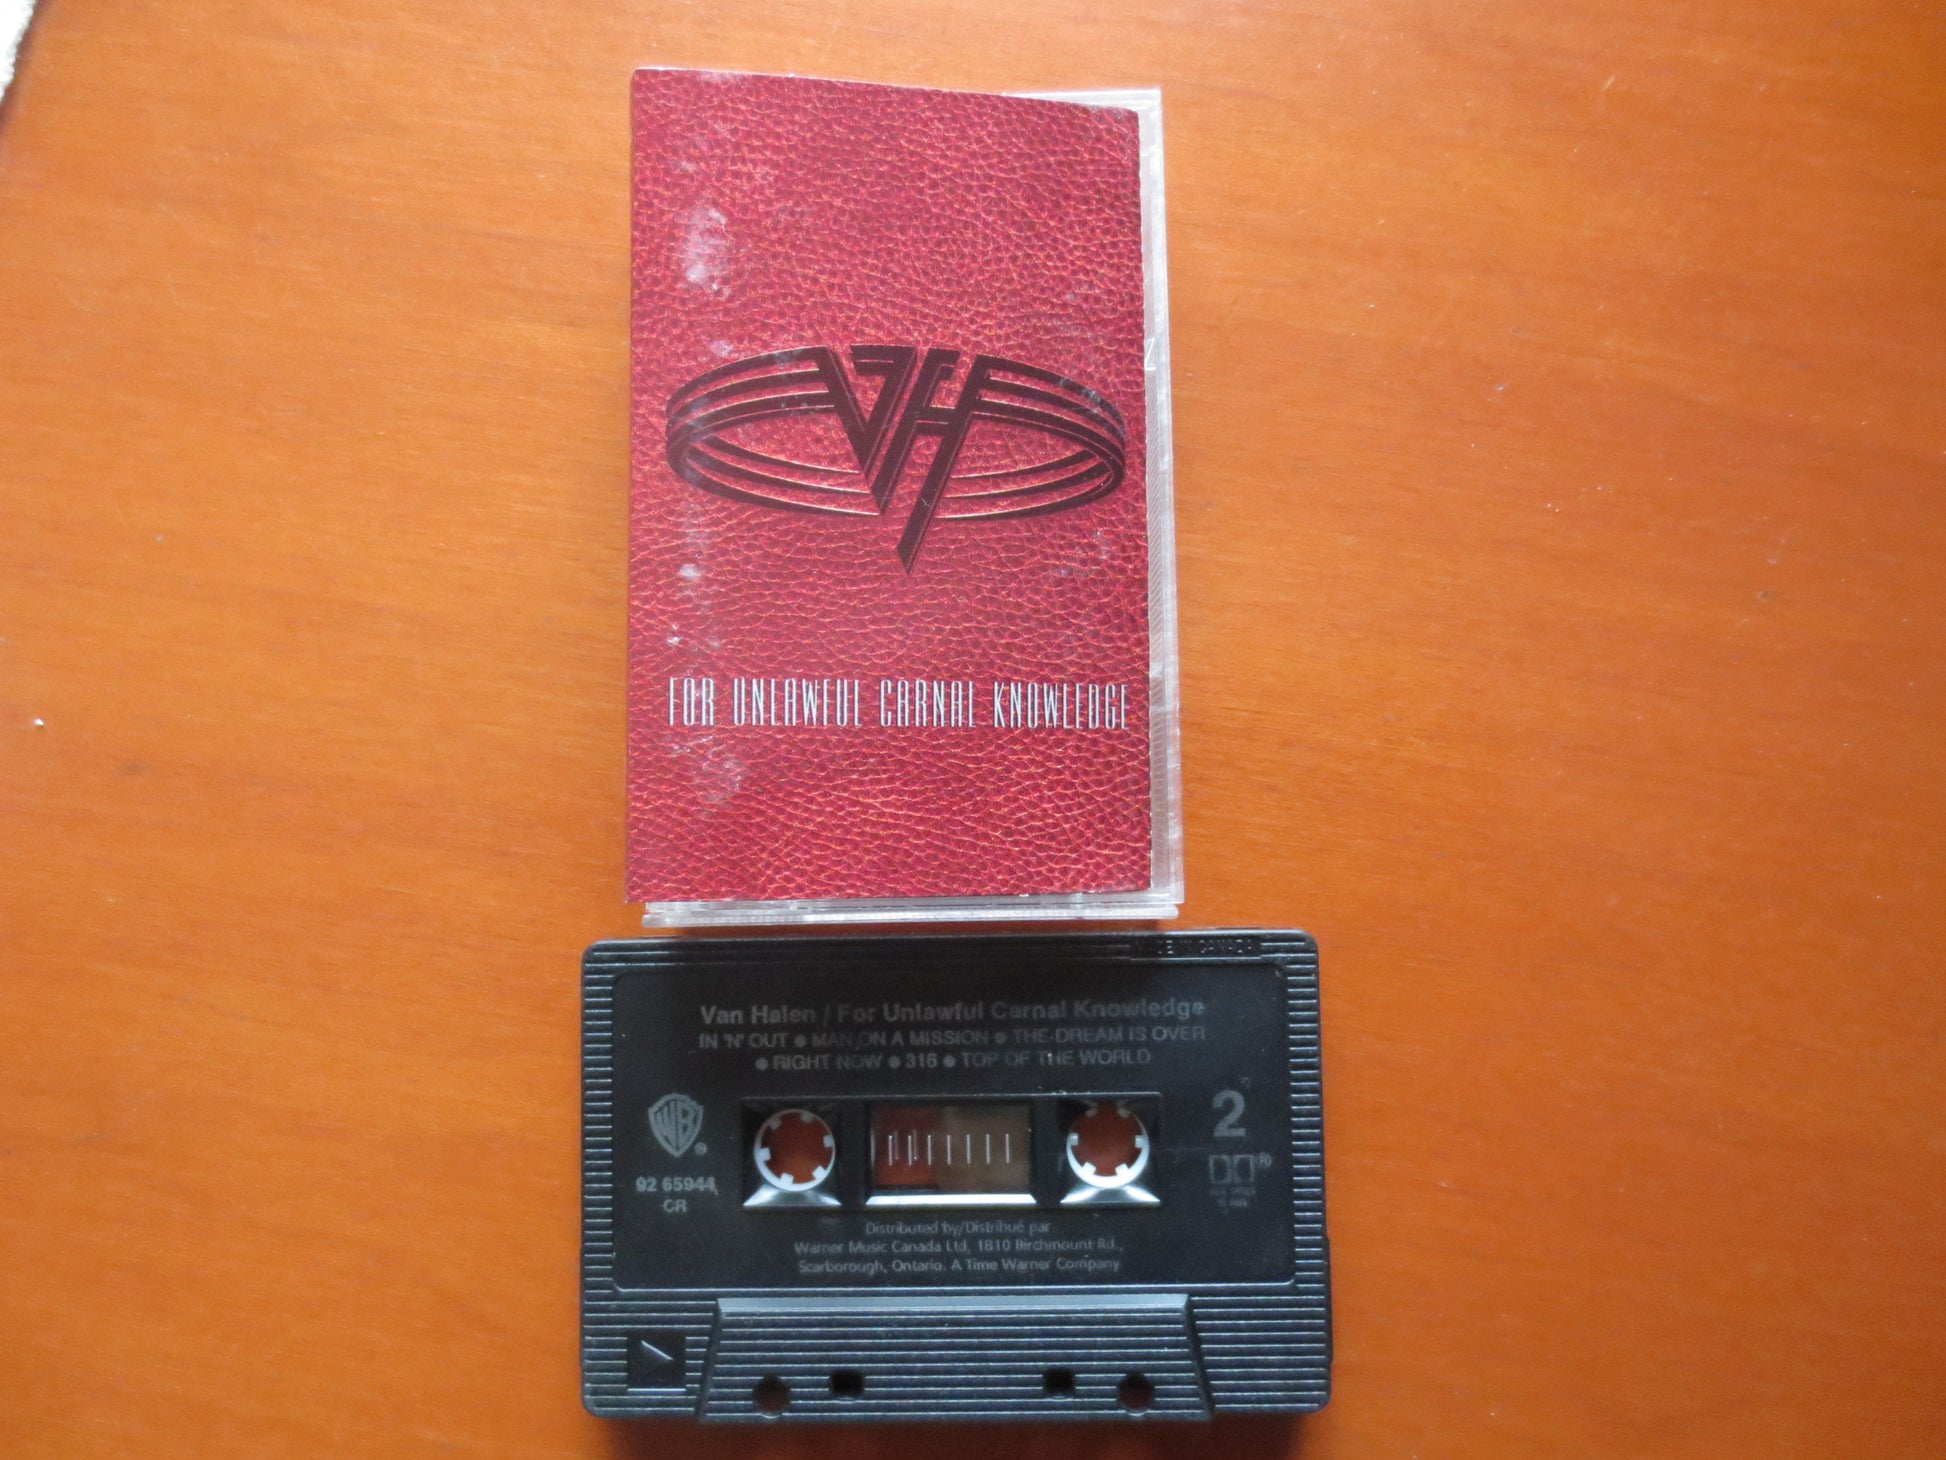 VH
FOR UNLAWFUL CARNAL KNOWLEDGE
MADE IN CANADA
Van Halen / For Unlawful Carnal Knowledge
IN 'N' OUT ● MAN ON A MISSION ● THE DREAM IS OVER
● RIGHT NOW ● 316 ● TOP OF THE WORLD
WB ®
2
92 65944
CR
Distributed by/Distribué par
Warner Music Canada Ltd, 1810 Birchmount Rd.,
Scarborough, Ontario. A Time Warner Company